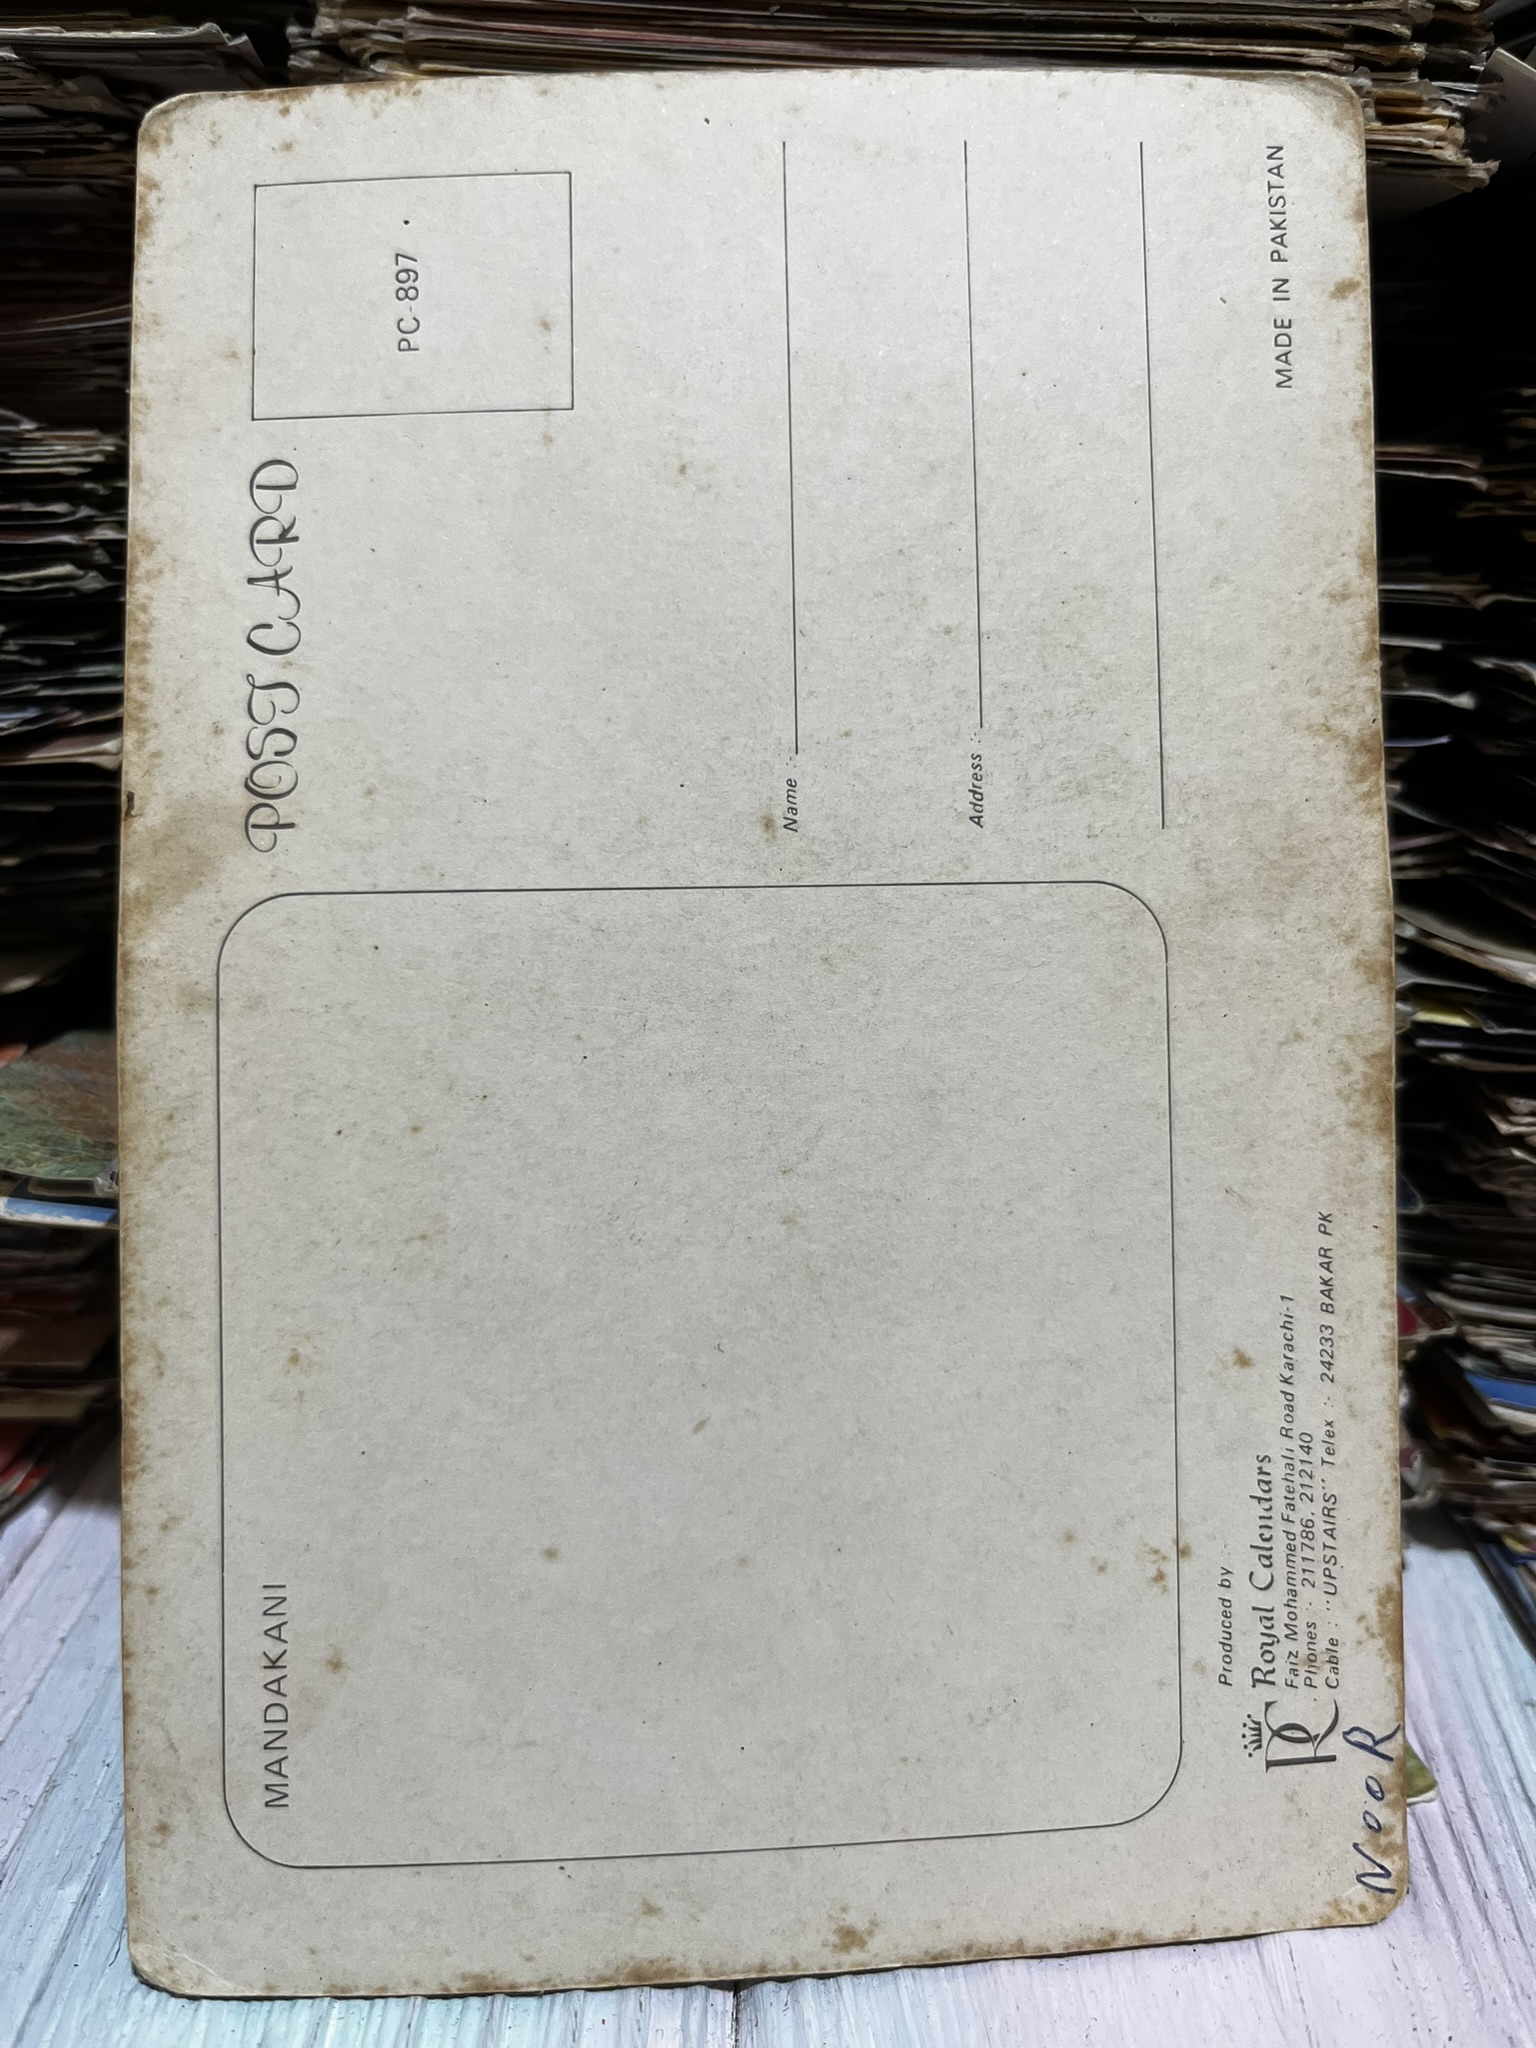 MANDAKANI
POST CARD
PC-897
Name :-
Address :-
Produced by :-
RC Royal Calendars
Faiz Mohammed Fatehali Road Karachi-1
Phones :- 211786, 212140
Cable : "UPSTAIRS" Telex :- 24233 BAKAR PK
MADE IN PAKISTAN
NooR